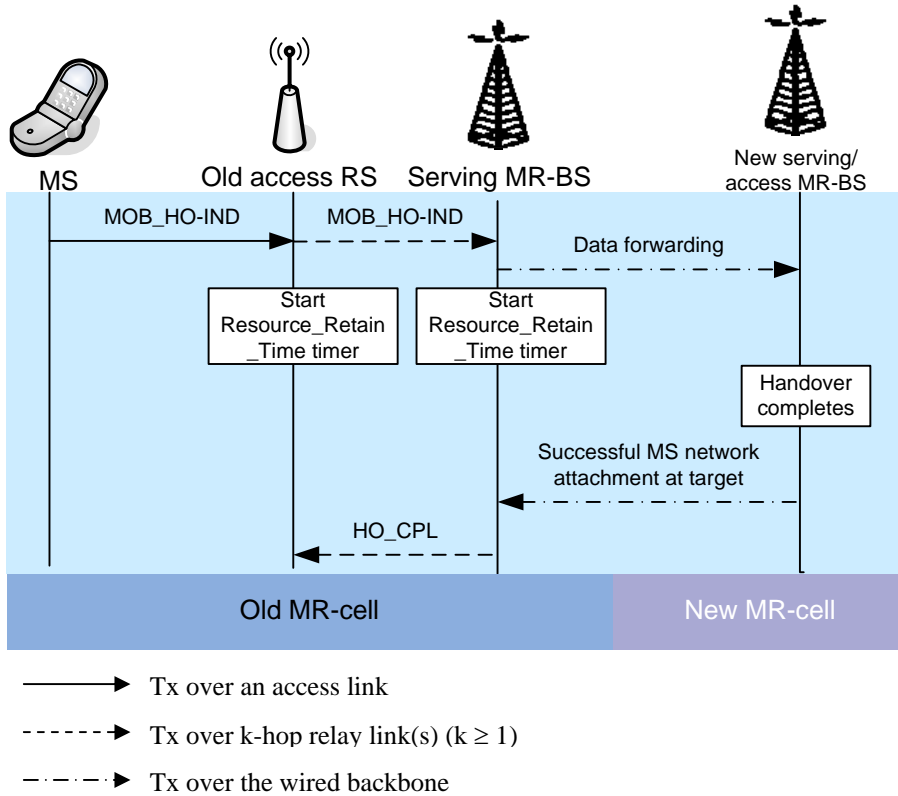 MS
Old access RS
Serving MR-BS
New serving/
access MR-BS
MOB_HO-IND
MOB_HO-IND
Data forwarding
Start
Resource_Retain
_Time timer
Start
Resource_Retain
_Time timer
Handover
completes
Successful MS network
attachment at target
HO_CPL
Old MR-cell
New MR-cell
Tx over an access link
Tx over k-hop relay link(s) (k ≥ 1)
Tx over the wired backbone